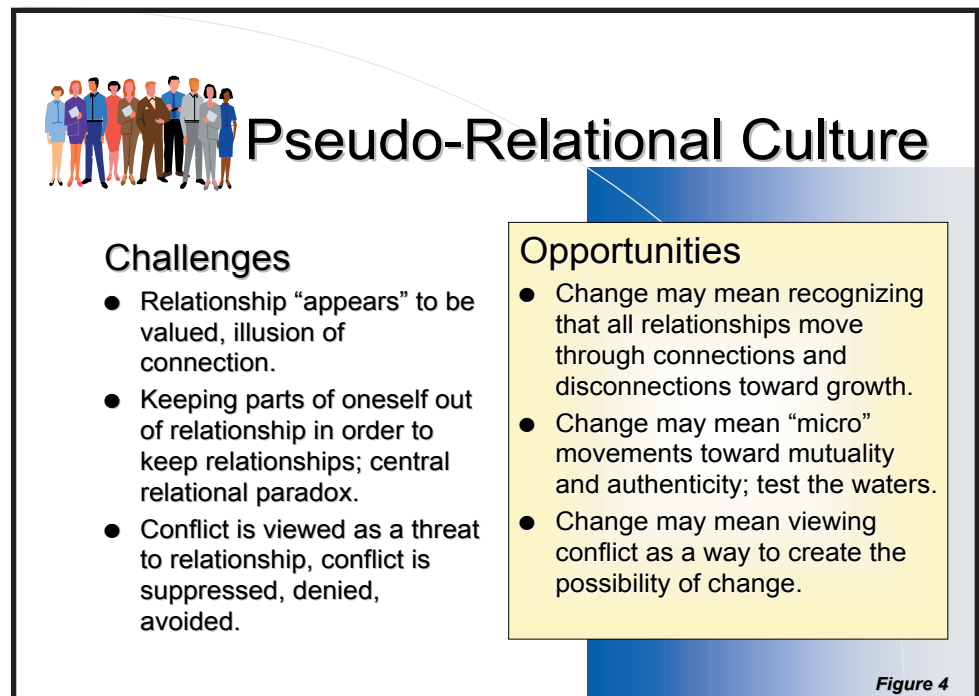 Pseudo-Relational Culture
Challenges
● Relationship “appears” to be
valued, illusion of
connection.
● Keeping parts of oneself out
of relationship in order to
keep relationships; central
relational paradox.
● Conflict is viewed as a threat
to relationship, conflict is
suppressed, denied,
avoided.
Opportunities
● Change may mean recognizing
that all relationships move
through connections and
disconnections toward growth.
● Change may mean “micro”
movements toward mutuality
and authenticity; test the waters.
● Change may mean viewing
conflict as a way to create the
possibility of change.
Figure 4